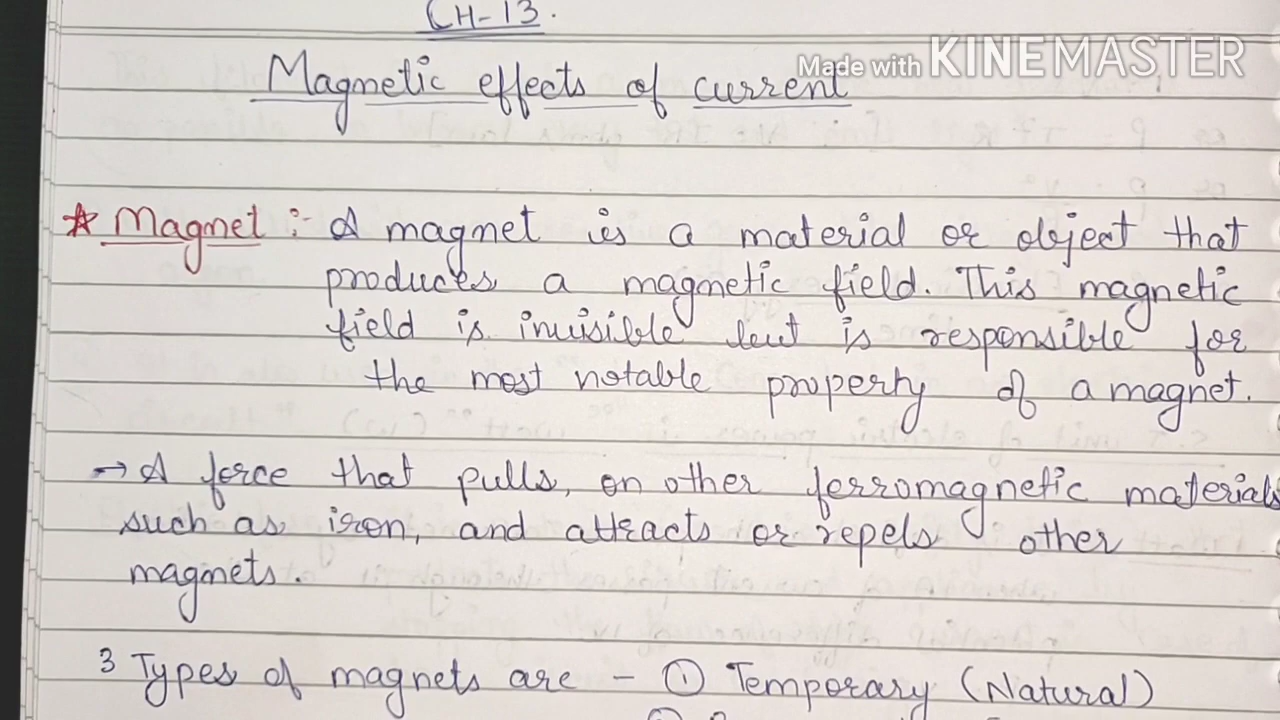 CH-13.
Made with KINEMASTER
Magnetic effects of current
☆ Magnet :- A magnet is a material or object that
produces a magnetic field. This magnetic
field is invisible but is responsible for
the most notable property of a magnet.
→ A force that pulls, on other ferromagnetic materials
such as iron, and attracts or repels other
magnets.
3 Types of magnets are - ① Temporary (Natural)